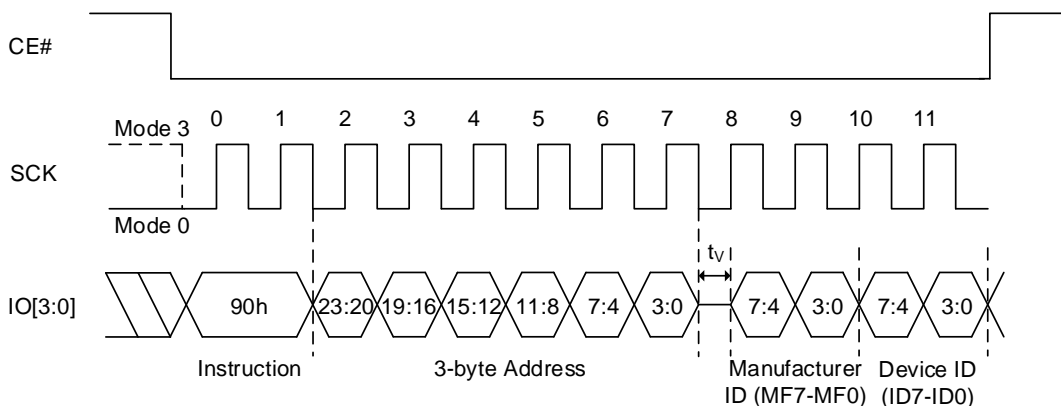 CE#
0 1 2 3 4 5 6 7 8 9 10 11
Mode 3
SCK
Mode 0
tV
IO[3:0] 90h 23:20 19:16 15:12 11:8 7:4 3:0 7:4 3:0 7:4 3:0
Instruction 3-byte Address Manufacturer Device ID
ID (MF7-MF0) (ID7-ID0)